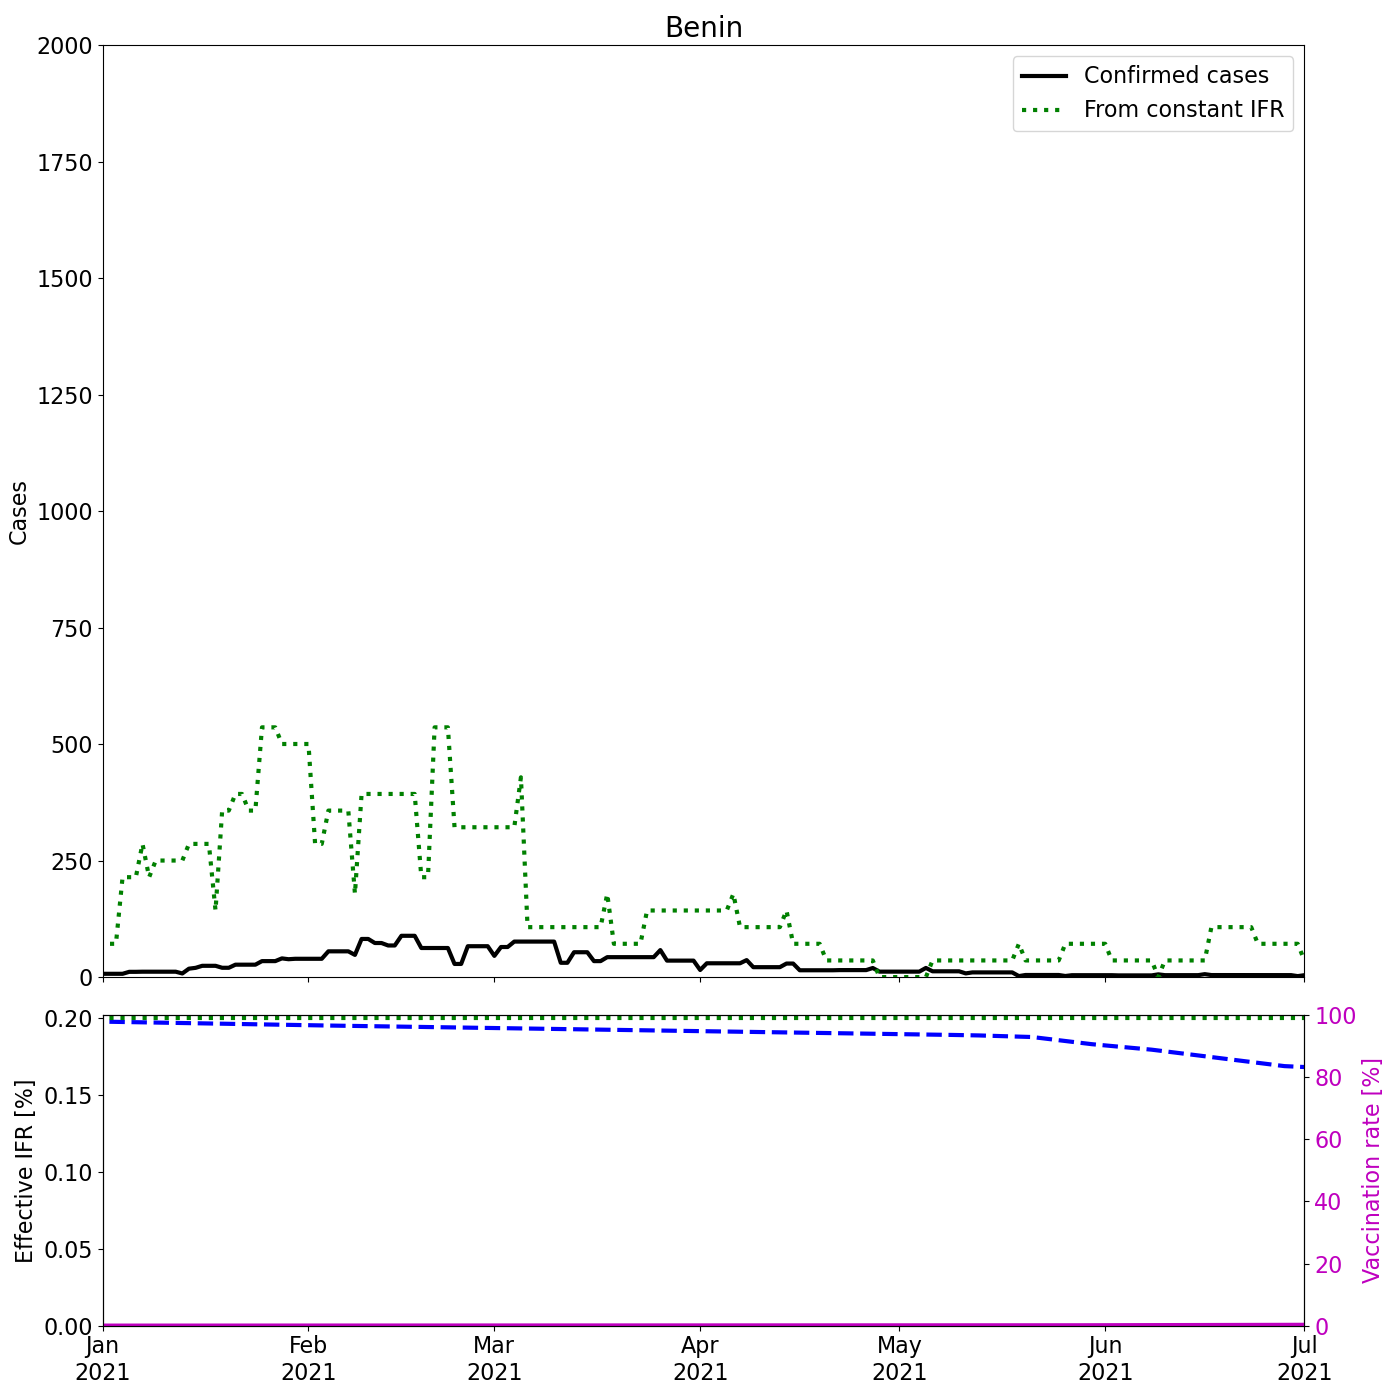 Benin
2000
1750
1500
1250
1000
750
500
250
0
Cases
Confirmed cases
From constant IFR
0.20
0.15
0.10
0.05
0.00
Effective IFR [%]
100
80
60
40
20
0
Vaccination rate [%]
Jan Feb Mar Apr May Jun Jul
2021 2021 2021 2021 2021 2021 2021